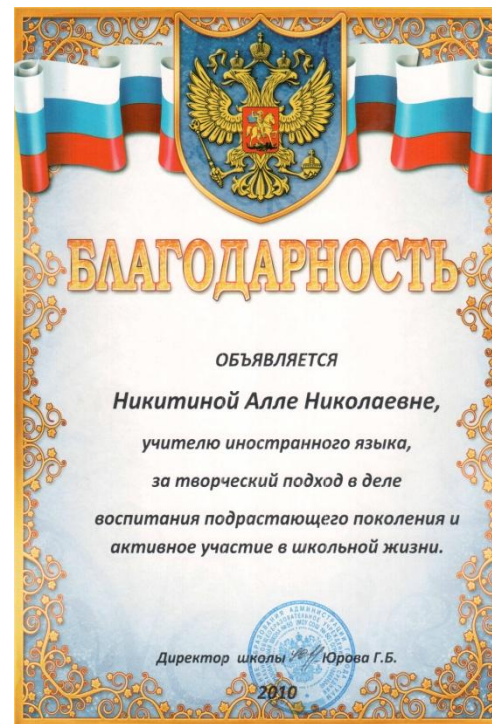 БЛАГОДАРНОСТЬ
ОБЪЯВЛЯЕТСЯ
Никитиной Алле Николаевне,
учителю иностранного языка,
за творческий подход в деле
воспитания подрастающего поколения и
активное участие в школьной жизни.
Директор школы Юрова Г.Б.
2010